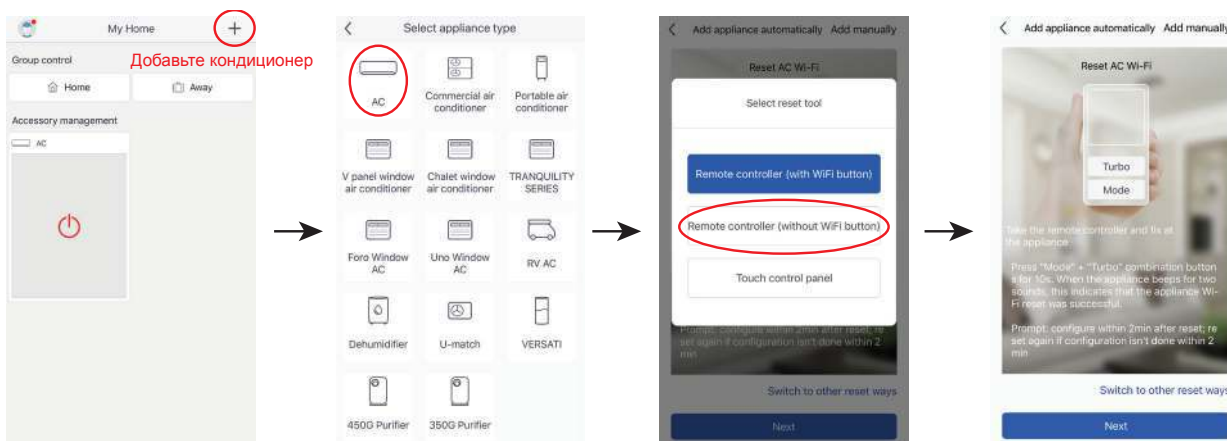 My Home
+
Добавьте кондиционер
Group control
Home
Away
Accessory management
AC
Select appliance type
AC
Commercial air
conditioner
Portable air
conditioner
V panel window
air conditioner
Chalet window
air conditioner
TRANQUILITY
SERIES
Foro Window
AC
Uno Window
AC
RV AC
Dehumidifier
U-match
VERSATI
450G Purifier
350G Purifier
Add appliance automatically Add manually
Reset AC Wi-Fi
Select reset tool
Remote controller (with WiFi button)
Remote controller (without WiFi button)
Touch control panel
Prompt: configure within 2min after reset; re
set again if configuration isn't done within 2
min
Switch to other reset ways
Next
Add appliance automatically Add manually
Reset AC Wi-Fi
Turbo
Mode
Take the remote controller and fix at
the appliance
Press "Mode" + "Turbo" combination button
s for 10s. When the appliance beeps for two
sounds, this indicates that the appliance Wi-
Fi reset was successful.
Prompt: configure within 2min after reset; re
set again if configuration isn't done within 2
min
Switch to other reset ways
Next